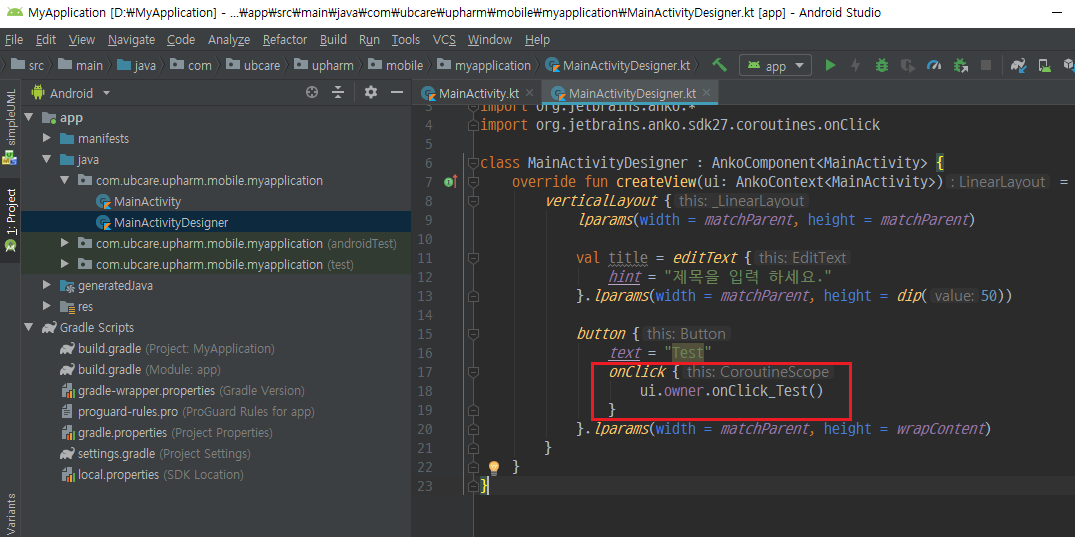 MyApplication [D:₩MyApplication] - ...₩app₩src₩main₩java₩com₩ubcare₩upharm₩mobile₩myapplication₩MainActivityDesigner.kt [app] - Android Studio
File Edit View Navigate Code Analyze Refactor Build Run Tools VCS Window Help
src main java com ubcare upharm mobile myapplication MainActivityDesigner.kt app
simpleUML
1: Project
Variants
Android
app
manifests
java
com.ubcare.upharm.mobile.myapplication
MainActivity
MainActivityDesigner
com.ubcare.upharm.mobile.myapplication (androidTest)
com.ubcare.upharm.mobile.myapplication (test)
generatedJava
res
Gradle Scripts
build.gradle (Project: MyApplication)
build.gradle (Module: app)
gradle-wrapper.properties (Gradle Version)
proguard-rules.pro (ProGuard Rules for app)
gradle.properties (Project Properties)
settings.gradle (Project Settings)
local.properties (SDK Location)
MainActivity.kt MainActivityDesigner.kt
3 import org.jetbrains.anko.*
4 import org.jetbrains.anko.sdk27.coroutines.onClick
5
6 class MainActivityDesigner : AnkoComponent<MainActivity> {
7 override fun createView(ui: AnkoContext<MainActivity>) : LinearLayout =
8 verticalLayout { this: _LinearLayout
9 lparams(width = matchParent, height = matchParent)
10
11 val title = editText { this: EditText
12 hint = "제목을 입력 하세요."
13 }.lparams(width = matchParent, height = dip( value: 50))
14
15 button { this: Button
16 text = "Test"
17 onClick { this: CoroutineScope
18 ui.owner.onClick_Test()
19 }
20 }.lparams(width = matchParent, height = wrapContent)
21 }
22 }
23 }